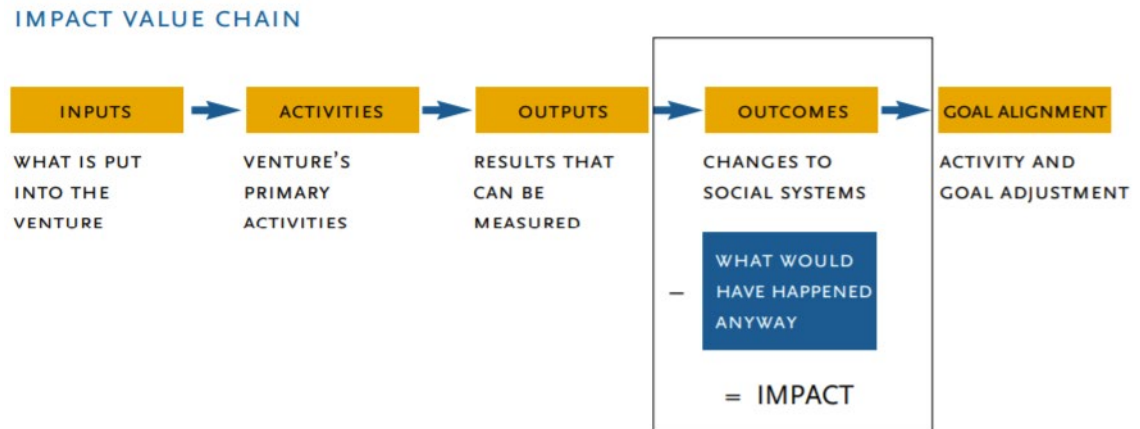 IMPACT VALUE CHAIN
INPUTS
ACTIVITIES
OUTPUTS
OUTCOMES
GOAL ALIGNMENT
WHAT IS PUT
INTO THE
VENTURE
VENTURE'S
PRIMARY
ACTIVITIES
RESULTS THAT
CAN BE
MEASURED
CHANGES TO
SOCIAL SYSTEMS
ACTIVITY AND
GOAL ADJUSTMENT
–
WHAT WOULD
HAVE HAPPENED
ANYWAY
= IMPACT